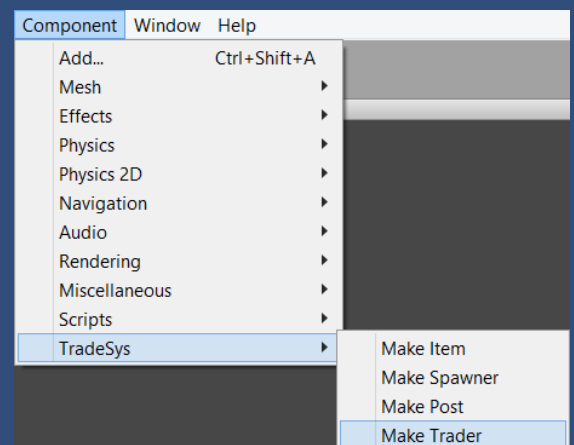 Component Window Help
Add... Ctrl+Shift+A
Mesh
Effects
Physics
Physics 2D
Navigation
Audio
Rendering
Miscellaneous
Scripts
TradeSys
Make Item
Make Spawner
Make Post
Make Trader